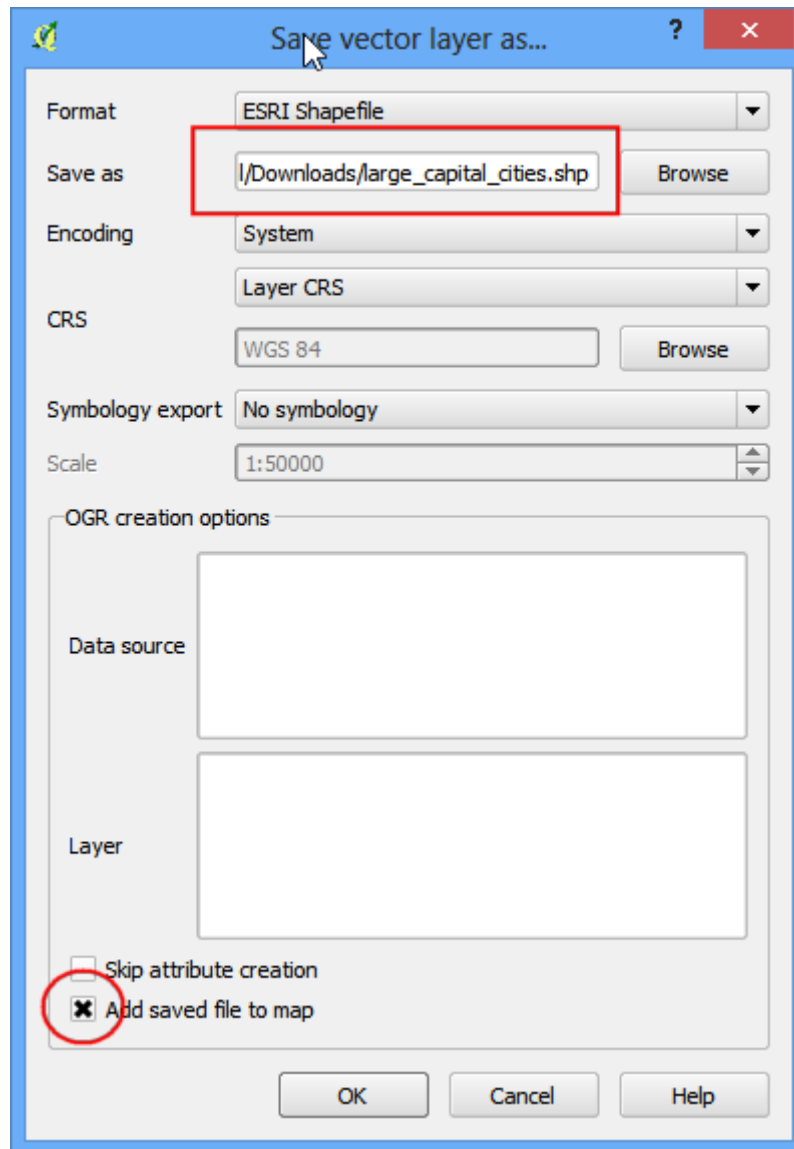 Save vector layer as...
?
Format ESRI Shapefile
Save as l/Downloads/large_capital_cities.shp Browse
Encoding System
Layer CRS
CRS
WGS 84 Browse
Symbology export No symbology
Scale 1:50000
OGR creation options
Data source
Layer
Skip attribute creation
Add saved file to map
OK Cancel Help